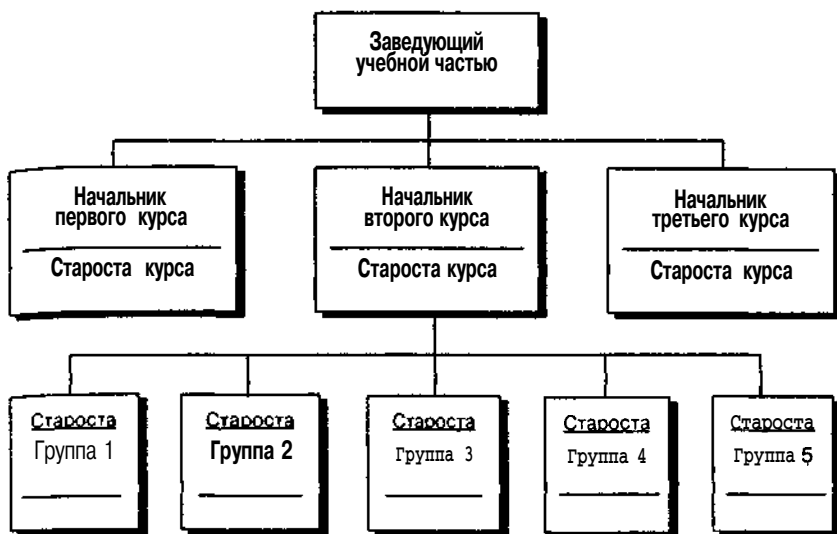 Заведующий
учебной частью
Начальник
первого курса
Староста курса
Начальник
второго курса
Староста курса
Начальник
третьего курса
Староста курса
Староста
Группа 1
Староста
Группа 2
Староста
Группа 3
Староста
Группа 4
Староста
Группа 5